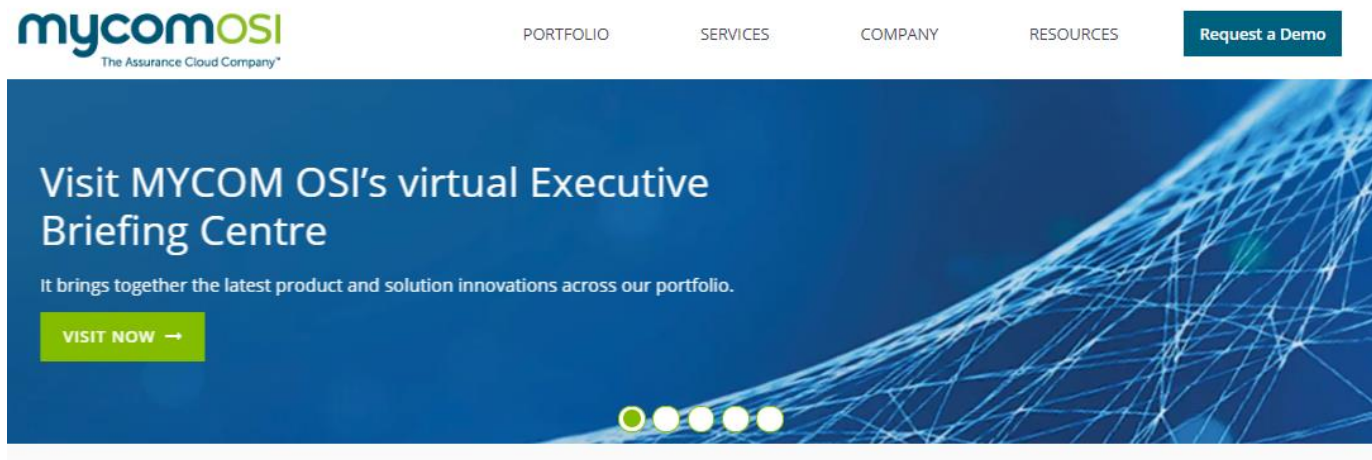 mycomosi
The Assurance Cloud Company™
PORTFOLIO
SERVICES
COMPANY
RESOURCES
Request a Demo
Visit MYCOM OSI’s virtual Executive
Briefing Centre
It brings together the latest product and solution innovations across our portfolio.
VISIT NOW →